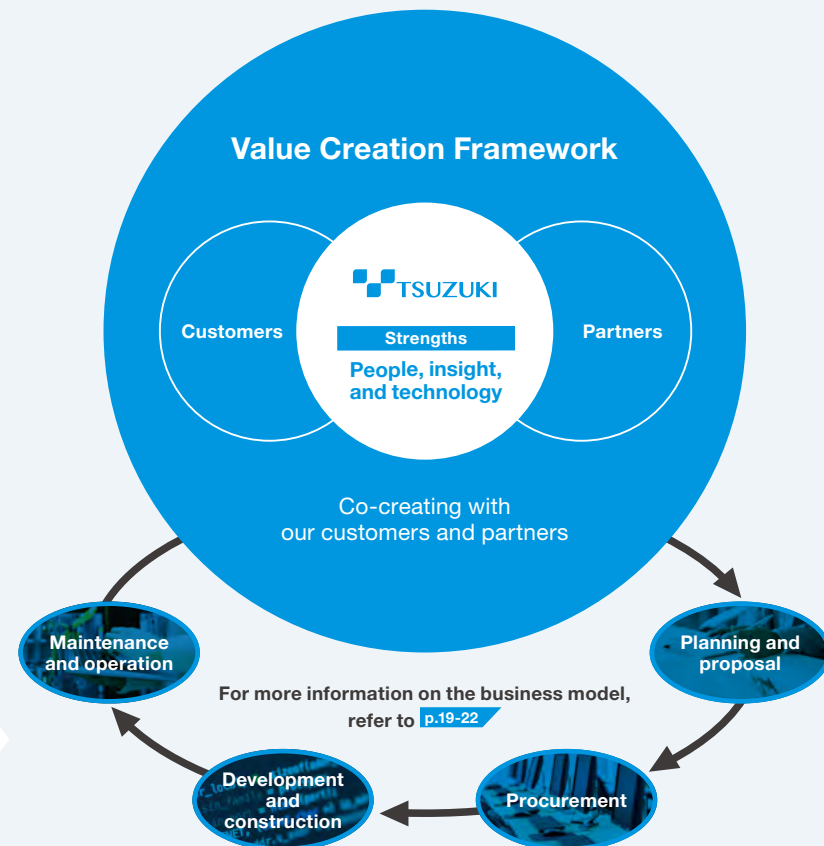 Value Creation Framework
Customers
TSUZUKI
Strengths
People, insight,
and technology
Partners
Co-creating with
our customers and partners
Maintenance
and operation
Planning and
proposal
For more information on the business model,
refer to p.19-22
Development
and
construction
Procurement